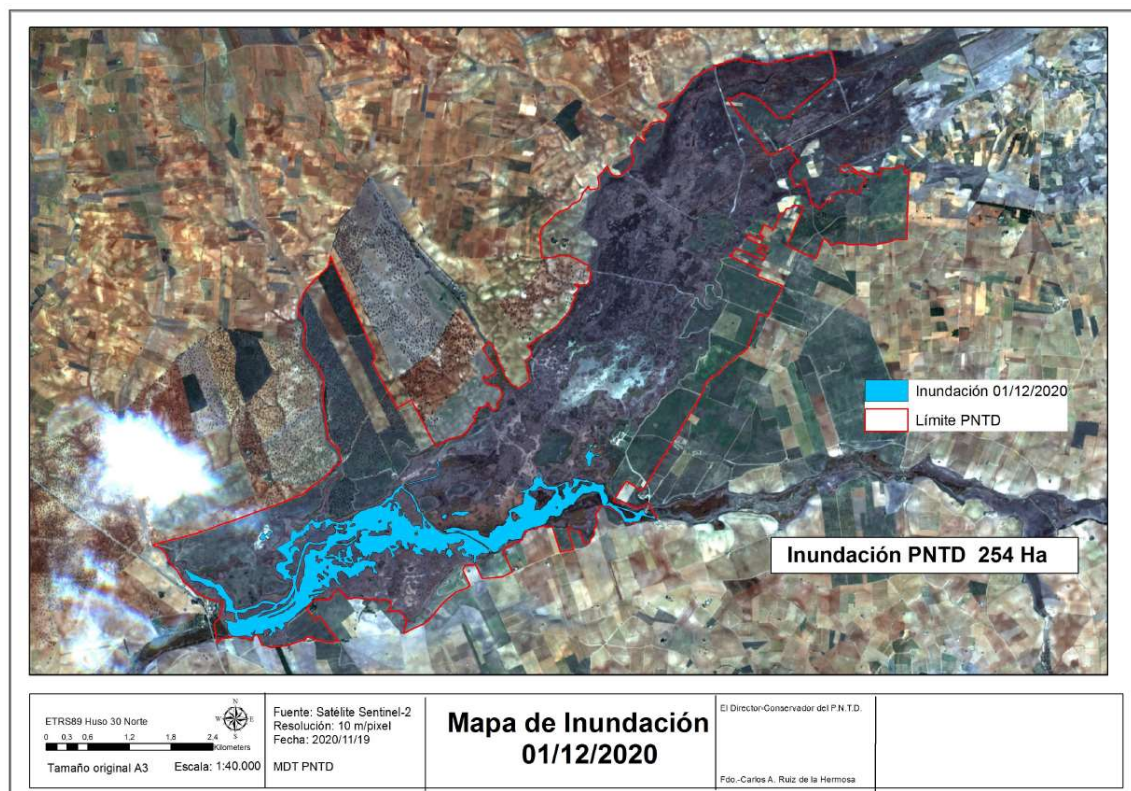 Inundación 01/12/2020
Límite PNTD
Inundación PNTD 254 Ha
ETRS89 Huso 30 Norte
N
W E
S
0 0,3 0,6 1,2 1,8 2,4
Kilometers
Tamaño original A3 Escala: 1:40.000
Fuente: Satélite Sentinel-2
Resolución: 10 m/pixel
Fecha: 2020/11/19
MDT PNTD
Mapa de Inundación
01/12/2020
El Director-Conservador del P.N.T.D.
Fdo.-Carlos A. Ruiz de la Hermosa